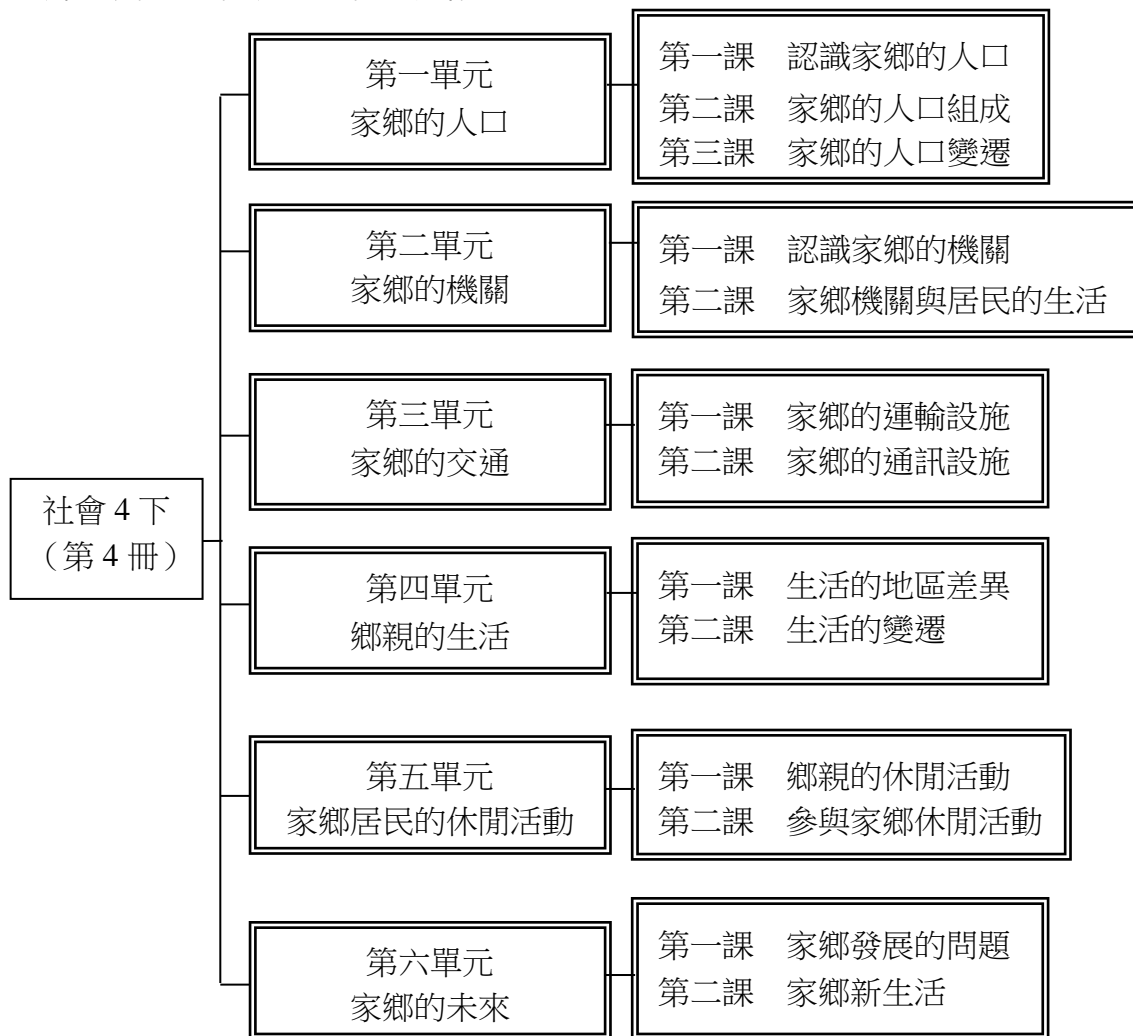 第一單元
家鄉的人口
第一課 認識家鄉的人口
第二課 家鄉的人口組成
第三課 家鄉的人口變遷
第二單元
家鄉的機關
第一課 認識家鄉的機關
第二課 家鄉機關與居民的生活
第三單元
家鄉的交通
第一課 家鄉的運輸設施
第二課 家鄉的通訊設施
社會 4 下
（第 4 冊）
第四單元
鄉親的生活
第一課 生活的地區差異
第二課 生活的變遷
第五單元
家鄉居民的休閒活動
第一課 鄉親的休閒活動
第二課 參與家鄉休閒活動
第六單元
家鄉的未來
第一課 家鄉發展的問題
第二課 家鄉新生活